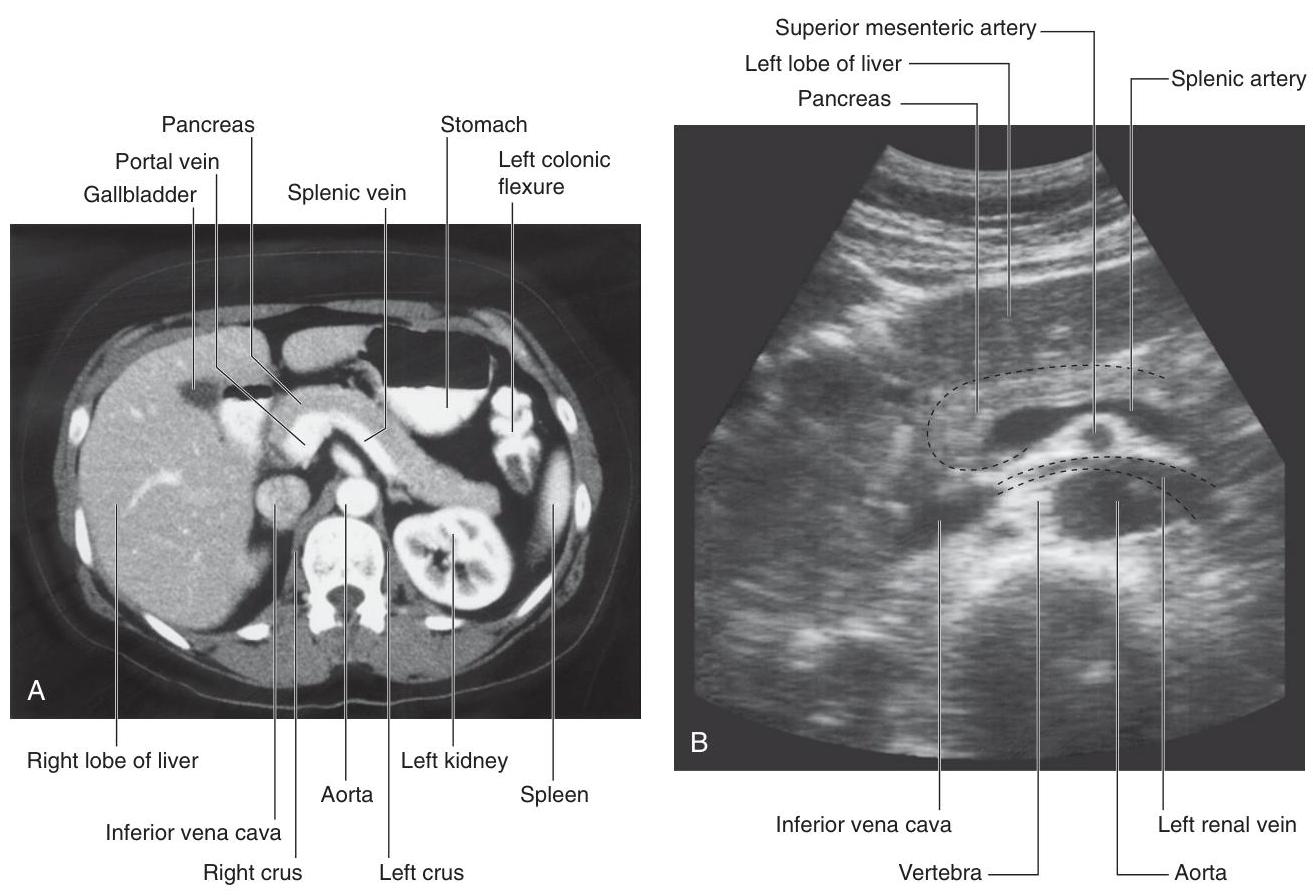 Pancreas
Stomach
Portal vein
Left colonic
flexure
Gallbladder
Splenic vein
A
Right lobe of liver
Left kidney
Aorta
Spleen
Inferior vena cava
Right crus
Left crus
Superior mesenteric artery
Left lobe of liver
Splenic artery
Pancreas
B
Inferior vena cava
Left renal vein
Vertebra
Aorta